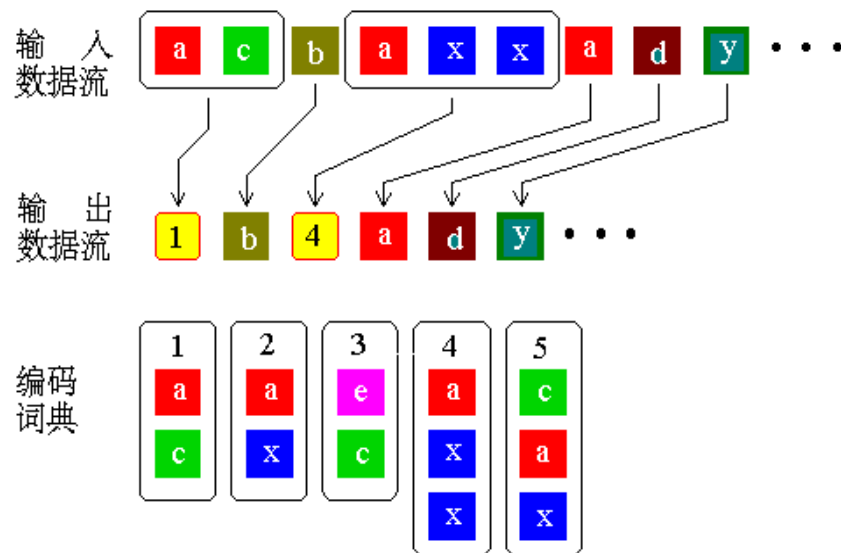 输 入
数据流
a c b a x x a d y • • •
输 出
数据流
1 b 4 a d y • • •
编码
词典
1 2 3 4 5
a a e a c
c x c x a
x x